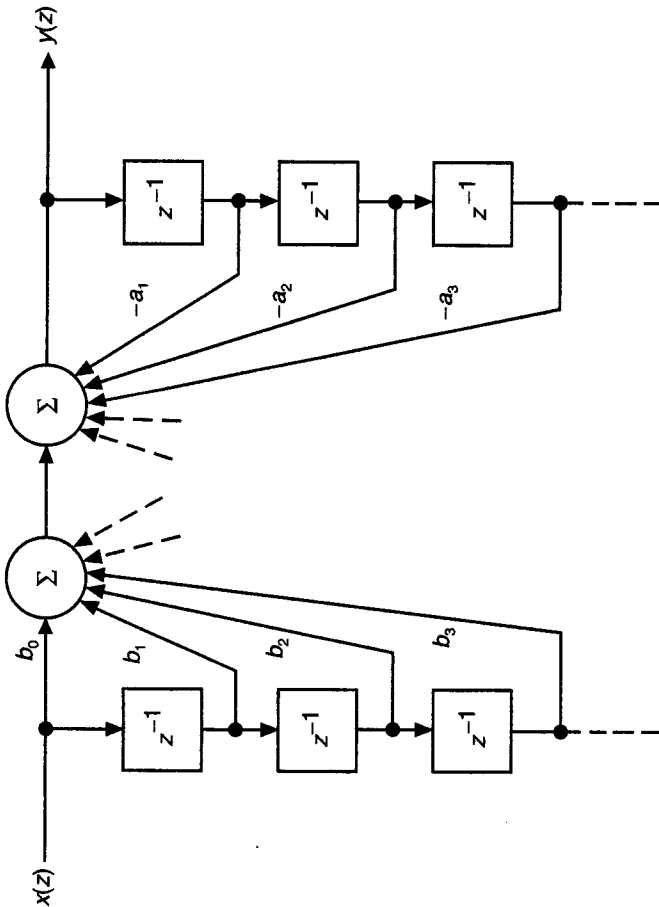 x(z)
b₀
Σ
Σ
y(z)
z⁻¹
b₁
−a₁
z⁻¹
z⁻¹
b₂
−a₂
z⁻¹
z⁻¹
b₃
−a₃
z⁻¹